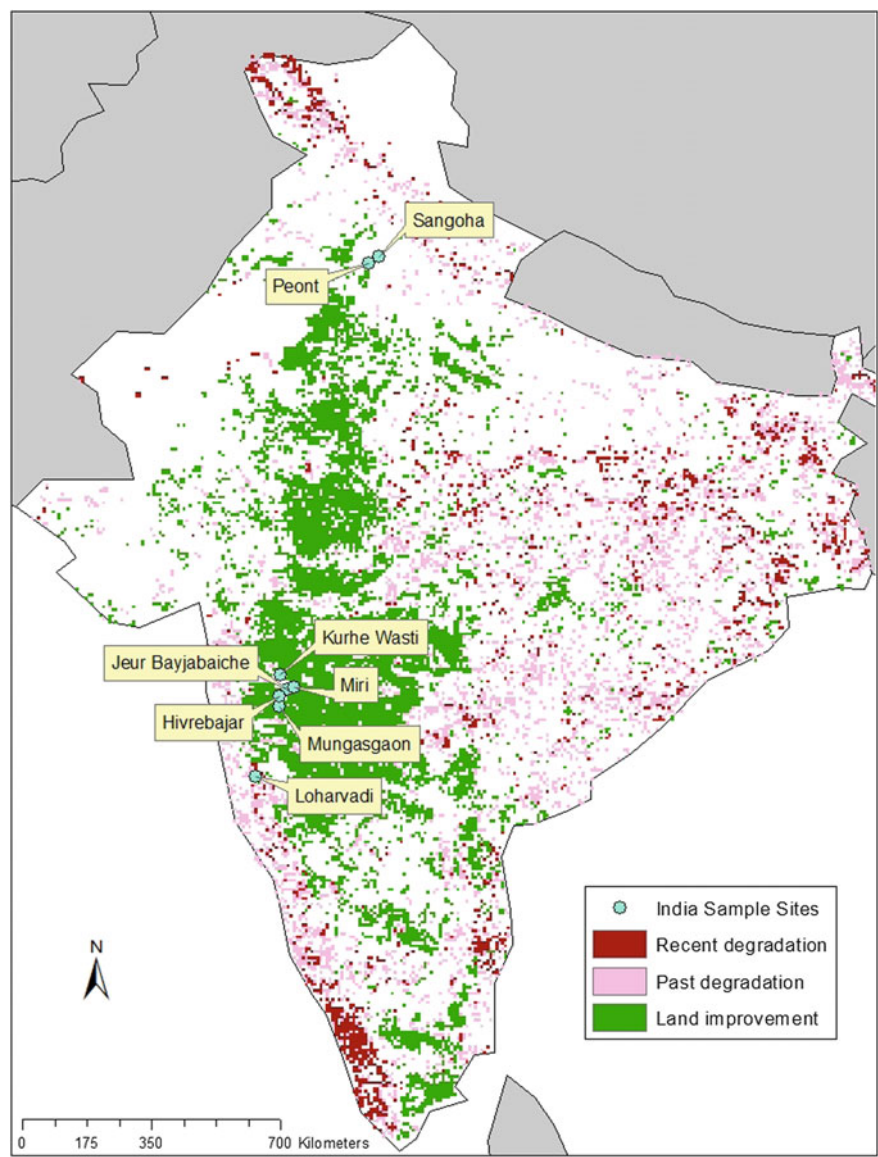 Sangoha
Peont
Kurhe Wasti
Jeur Bayjabaiche
Miri
Hivrebajar
Mungasgaon
Loharvadi
India Sample Sites
Recent degradation
Past degradation
Land improvement
N
0 175 350 700 Kilometers